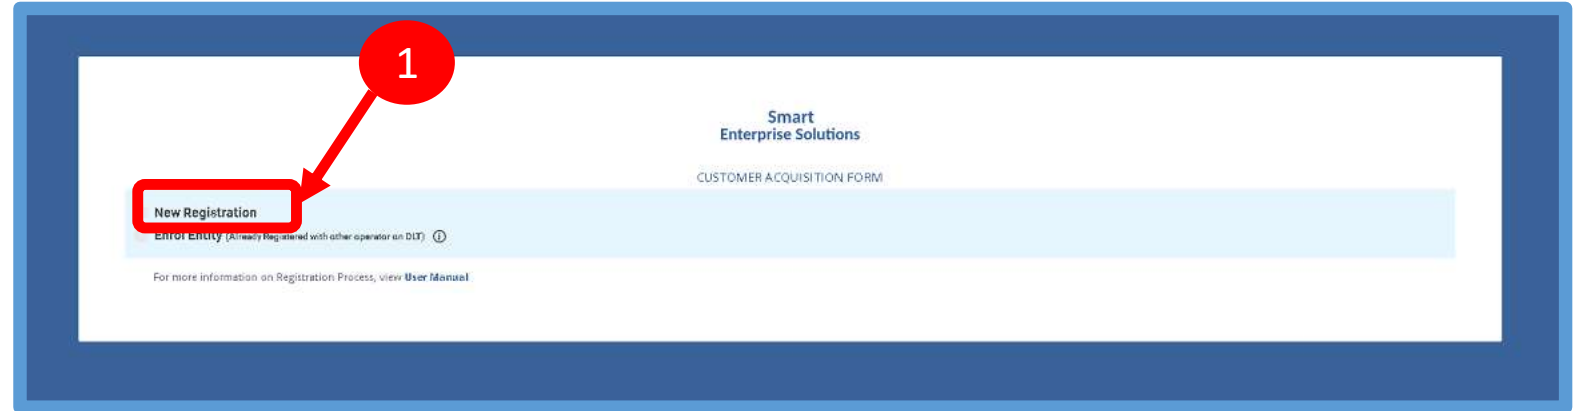 1
Smart
Enterprise Solutions
CUSTOMER ACQUISITION FORM
New Registration
Enrol Entity (Already Registered with other operator on DLT) ⓘ
For more information on Registration Process, view User Manual